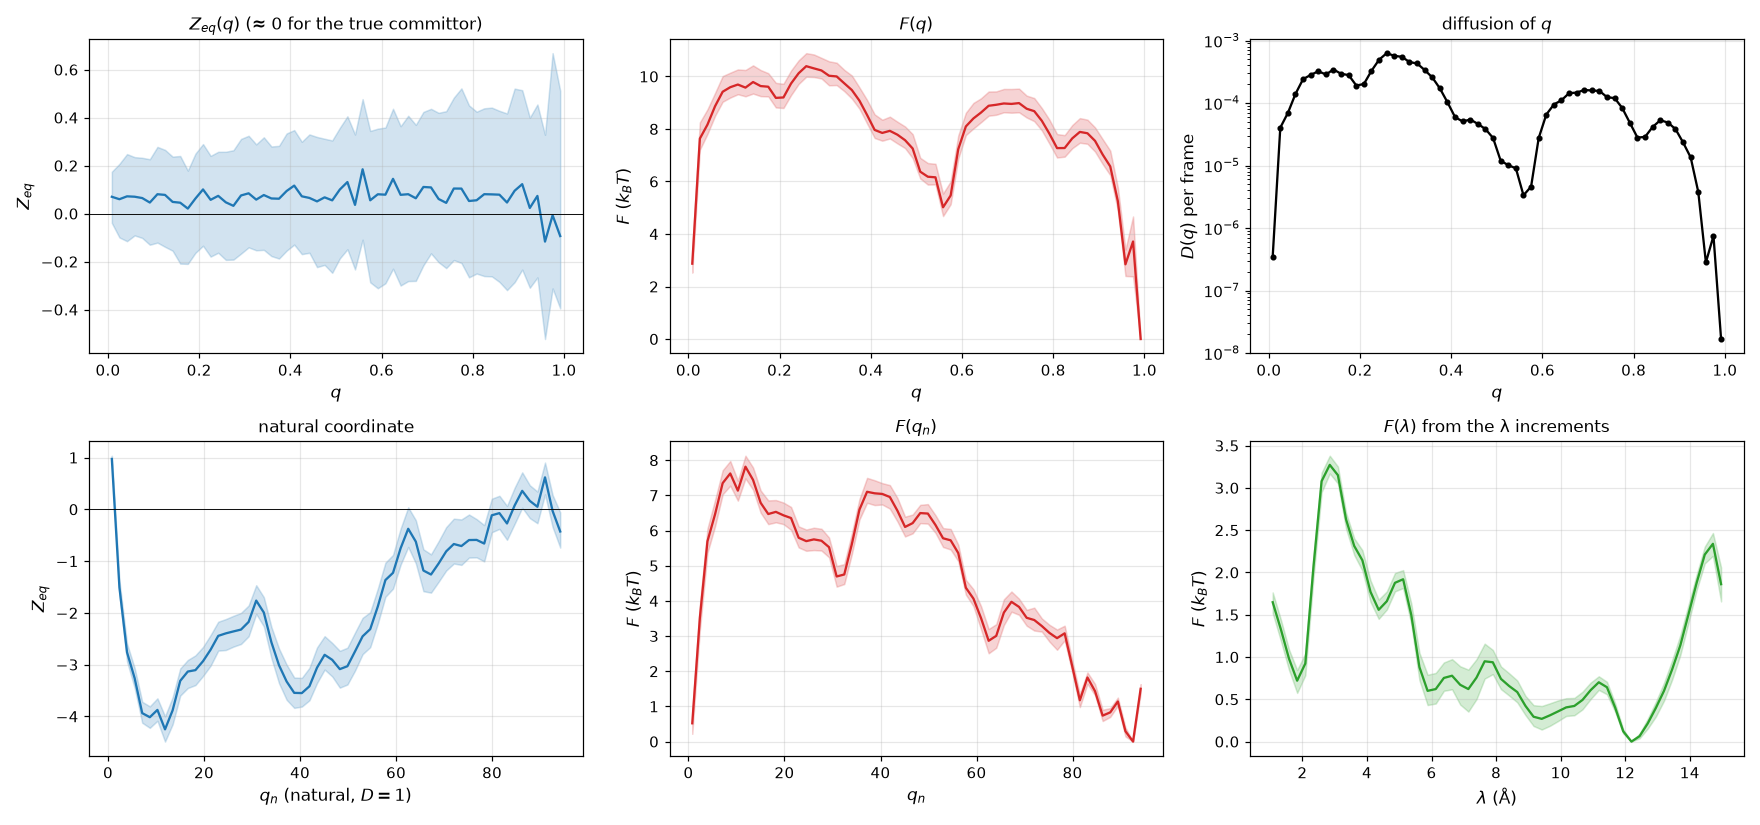 Z_eq(q) (≈ 0 for the true committor)
F(q)
diffusion of q
Z_eq
0.6
0.4
0.2
0.0
−0.2
−0.4
0.0 0.2 0.4 0.6 0.8 1.0
q
F (k_BT)
10
8
6
4
2
0
0.0 0.2 0.4 0.6 0.8 1.0
q
D(q) per frame
10⁻³
10⁻⁴
10⁻⁵
10⁻⁶
10⁻⁷
10⁻⁸
0.0 0.2 0.4 0.6 0.8 1.0
q
natural coordinate
F(q_n)
F(λ) from the λ increments
Z_eq
1
0
−1
−2
−3
−4
0 20 40 60 80
q_n (natural, D = 1)
F (k_BT)
8
7
6
5
4
3
2
1
0
0 20 40 60 80
q_n
F (k_BT)
3.5
3.0
2.5
2.0
1.5
1.0
0.5
0.0
2 4 6 8 10 12 14
λ (Å)